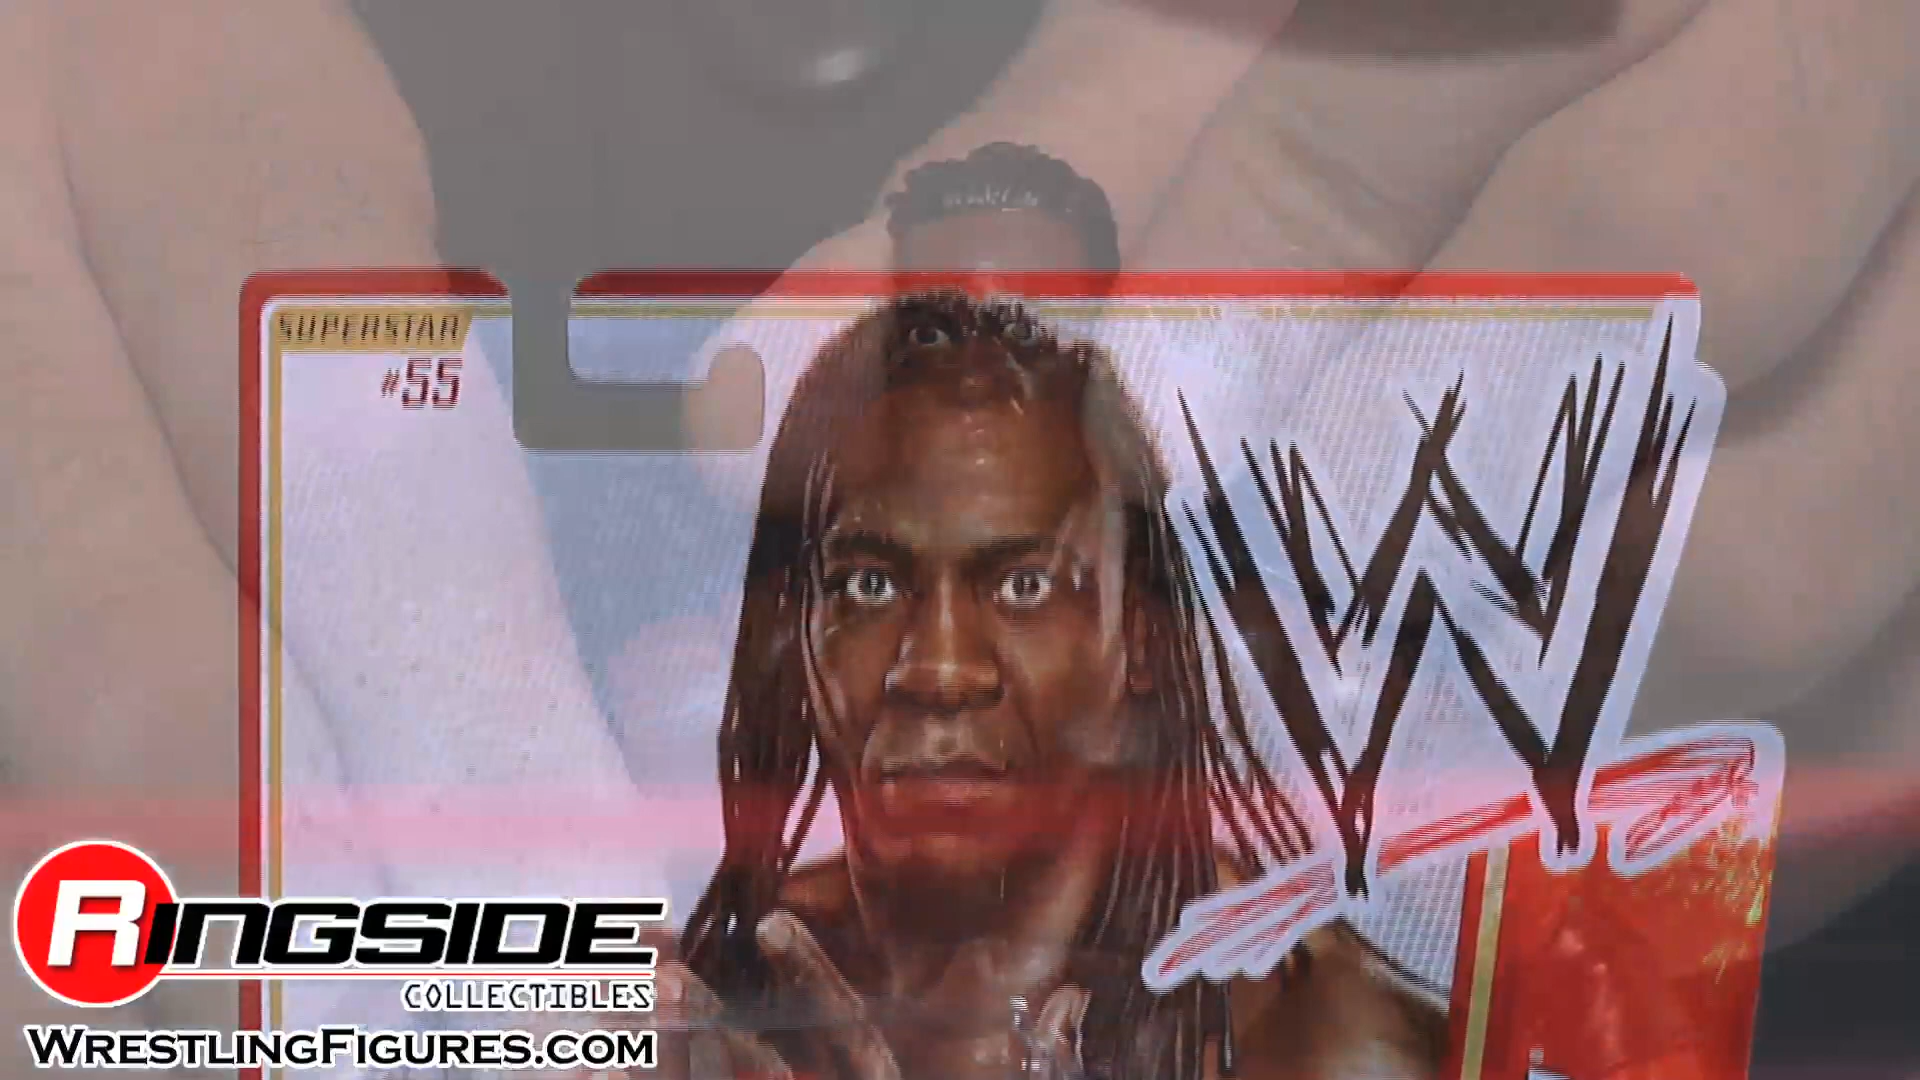 SUPERSTAR
#55
W
RINGSIDE
COLLECTIBLES
WRESTLINGFIGURES.COM